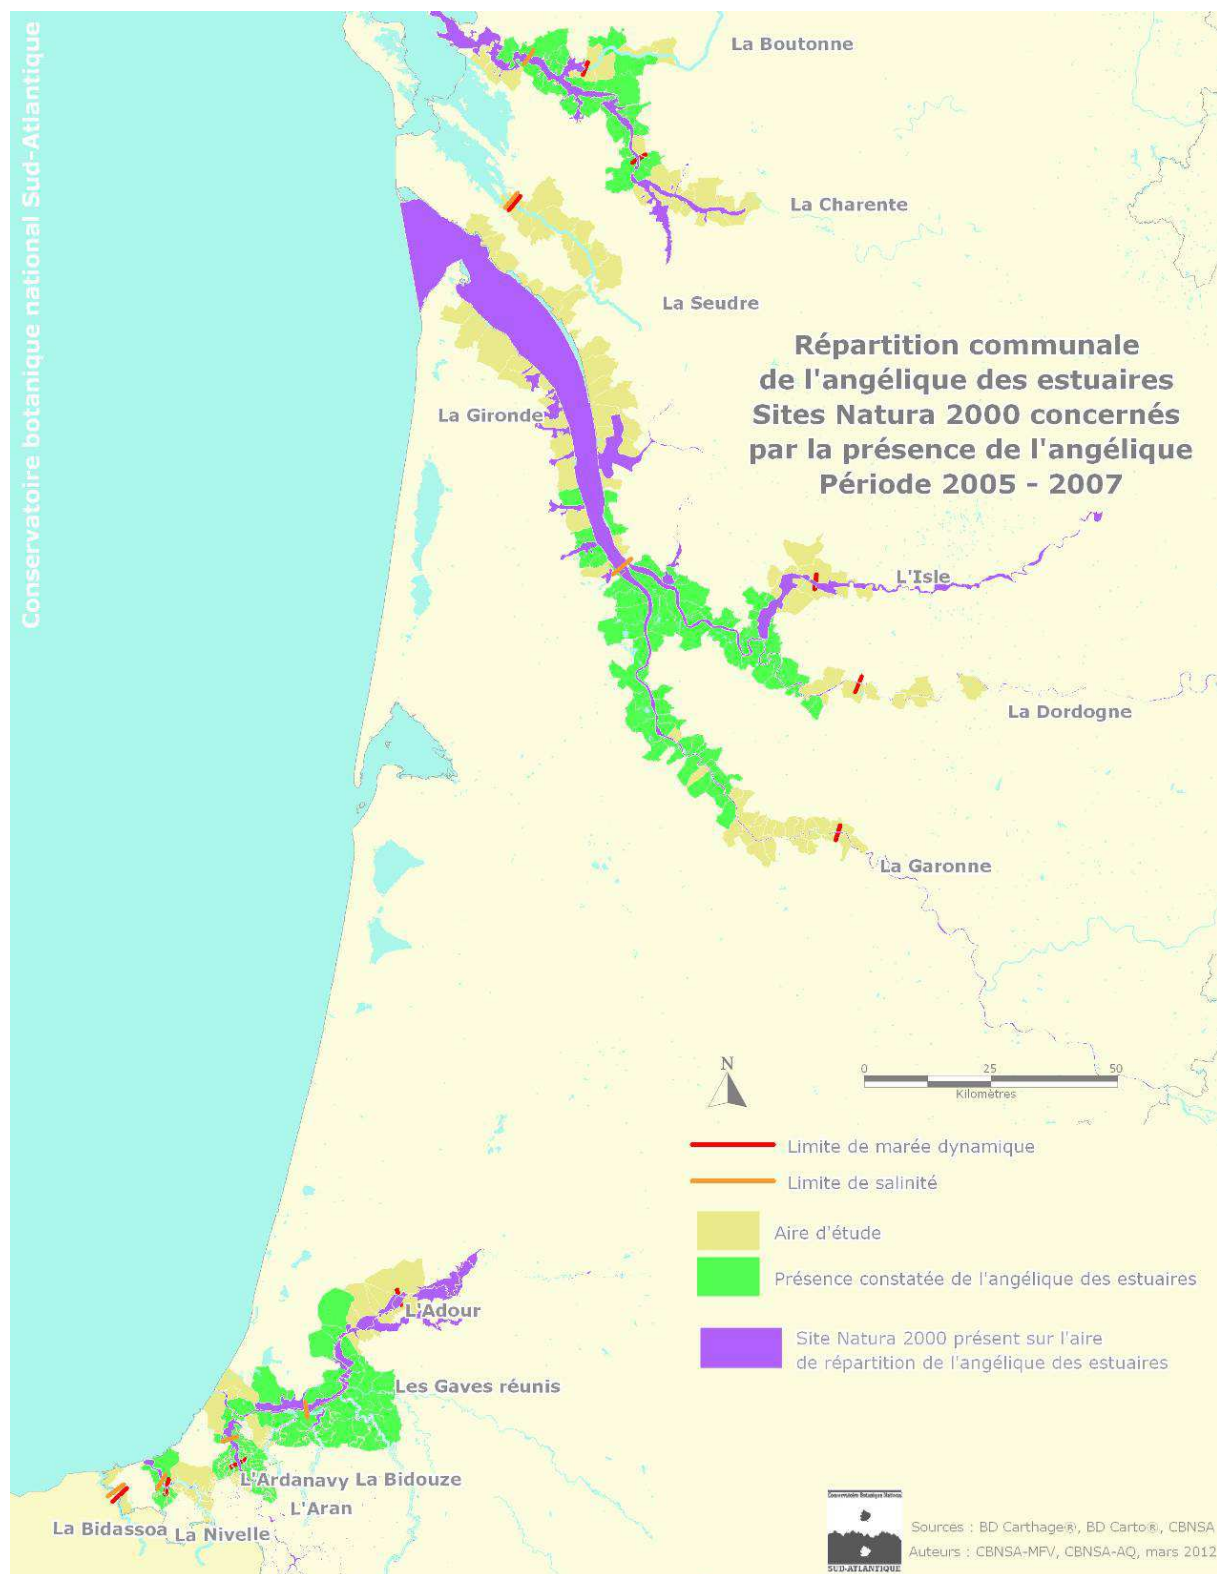 Conservatoire botanique national Sud-Atlantique
La Boutonne
La Charente
La Seudre
Répartition communale
de l'angélique des estuaires
Sites Natura 2000 concernés
par la présence de l'angélique
Période 2005 - 2007
La Gironde
L'Isle
La Dordogne
La Garonne
N
0 25 50
Kilomètres
Limite de marée dynamique
Limite de salinité
Aire d'étude
Présence constatée de l'angélique des estuaires
Site Natura 2000 présent sur l'aire
de répartition de l'angélique des estuaires
L'Adour
Les Gaves réunis
L'Ardanavy La Bidouze
L'Aran
La Bidassoa La Nivelle
Conservatoire Botanique National
SUD-ATLANTIQUE
Sources : BD Carthage®, BD Carto®, CBNSA
Auteurs : CBNSA-MFV, CBNSA-AQ, mars 2012